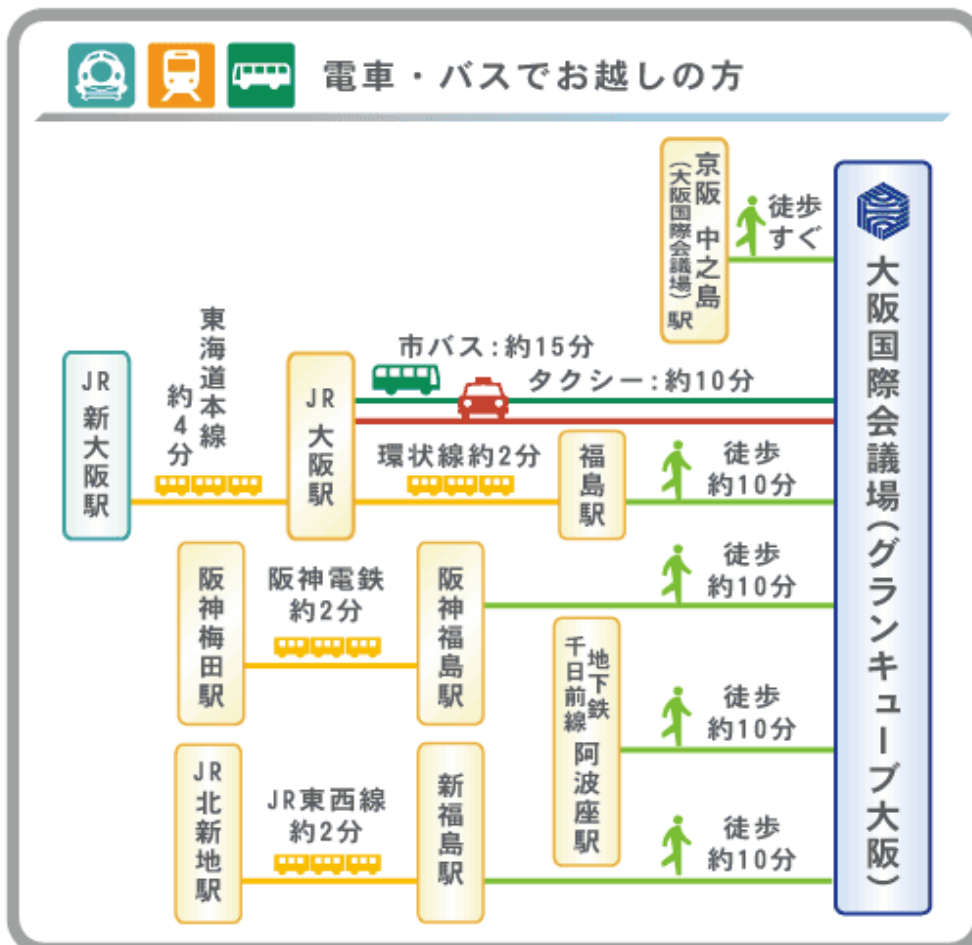 電車・バスでお越しの方
京阪 中之島
(大阪国際会議場)駅
徒歩
すぐ
大阪国際会議場(グランキューブ大阪)
JR 新大阪駅
東海道本線
約4分
JR 大阪駅
市バス:約15分
タクシー:約10分
環状線約2分
福島駅
徒歩
約10分
阪神梅田駅
阪神電鉄
約2分
阪神福島駅
徒歩
約10分
地下鉄
千日前線
阿波座駅
徒歩
約10分
JR北新地駅
JR東西線
約2分
新福島駅
徒歩
約10分